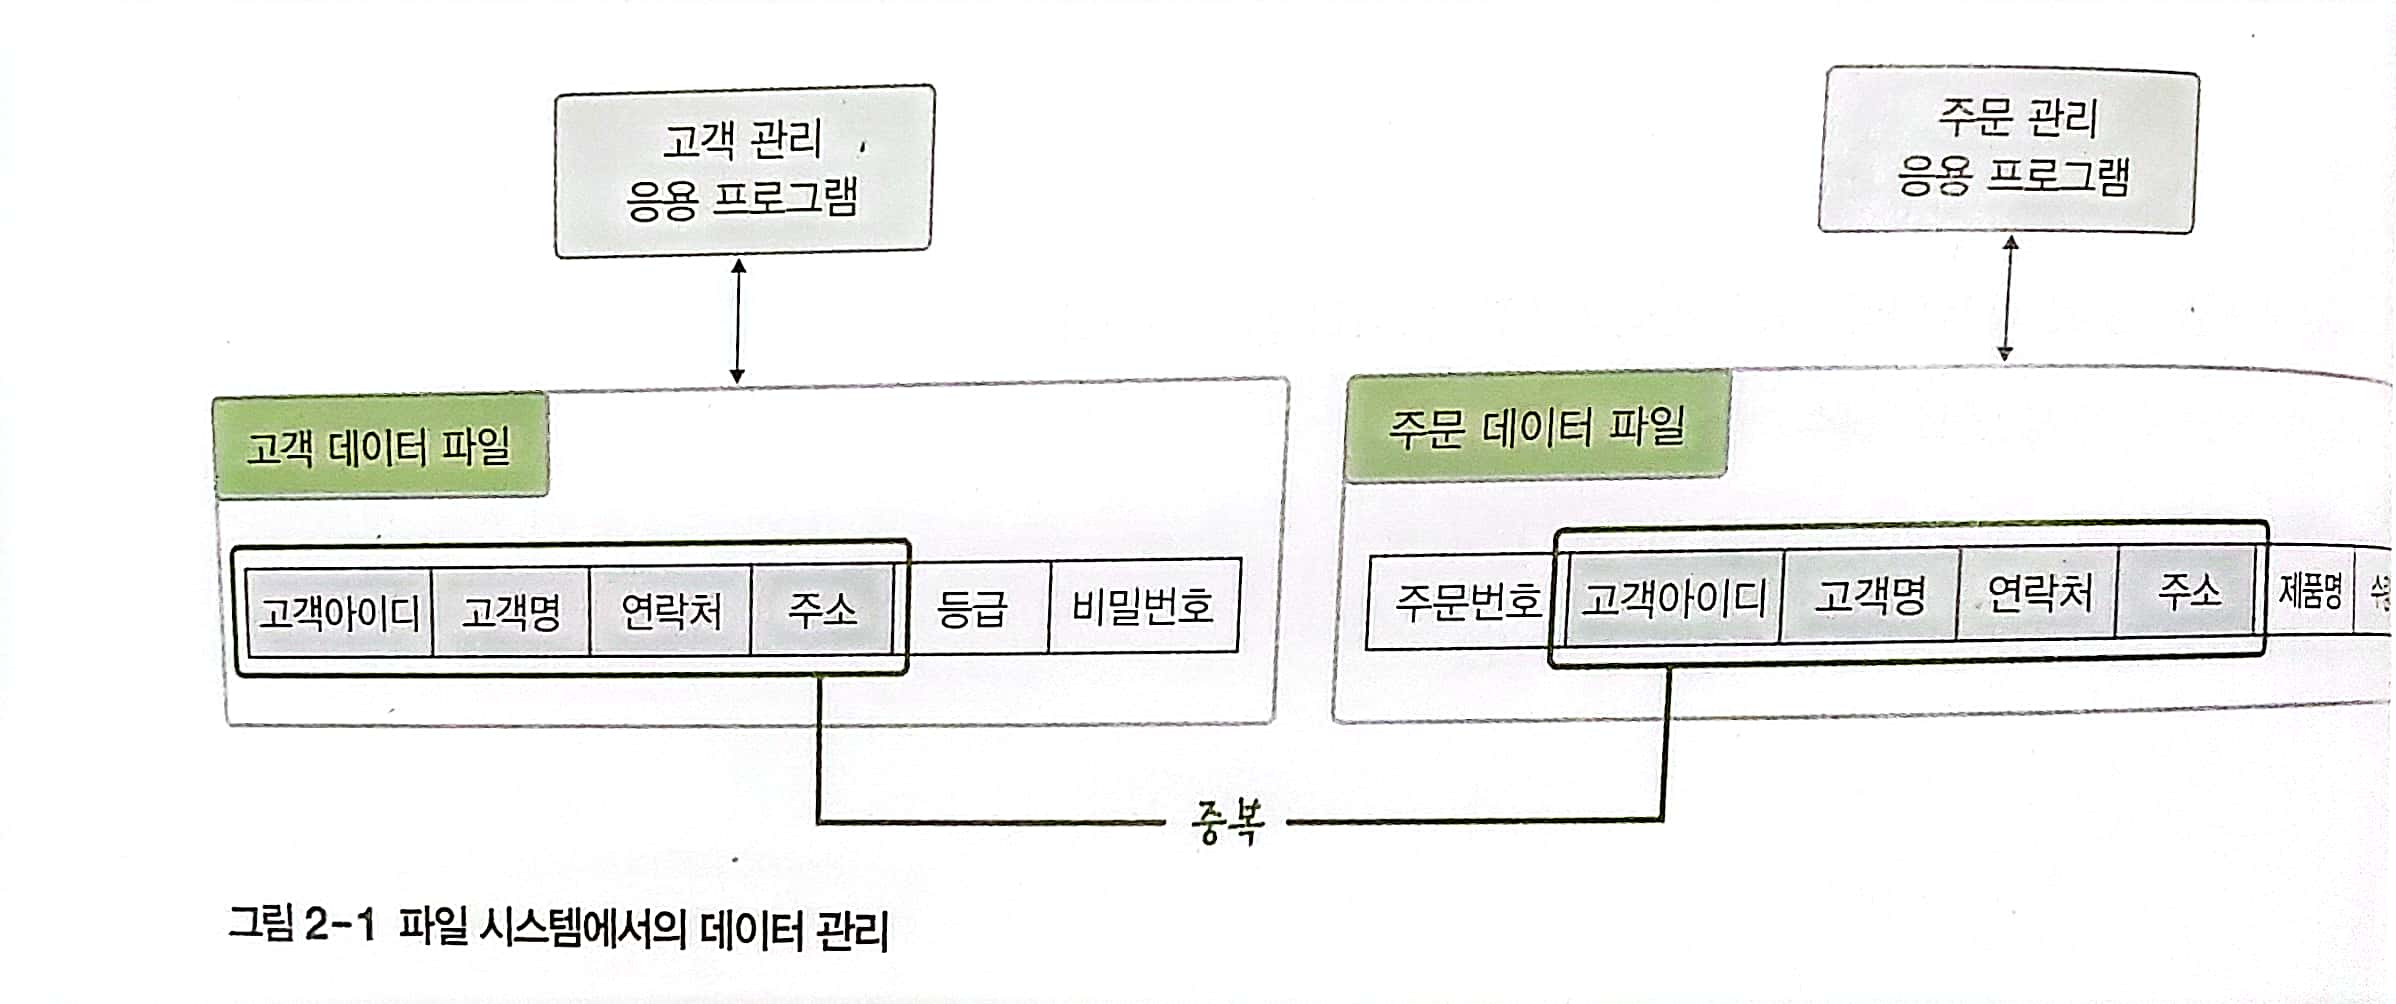 고객 관리
응용 프로그램
주문 관리
응용 프로그램
고객 데이터 파일
고객아이디 고객명 연락처 주소 등급 비밀번호
주문 데이터 파일
주문번호 고객아이디 고객명 연락처 주소 제품명
중복
그림 2-1 파일 시스템에서의 데이터 관리